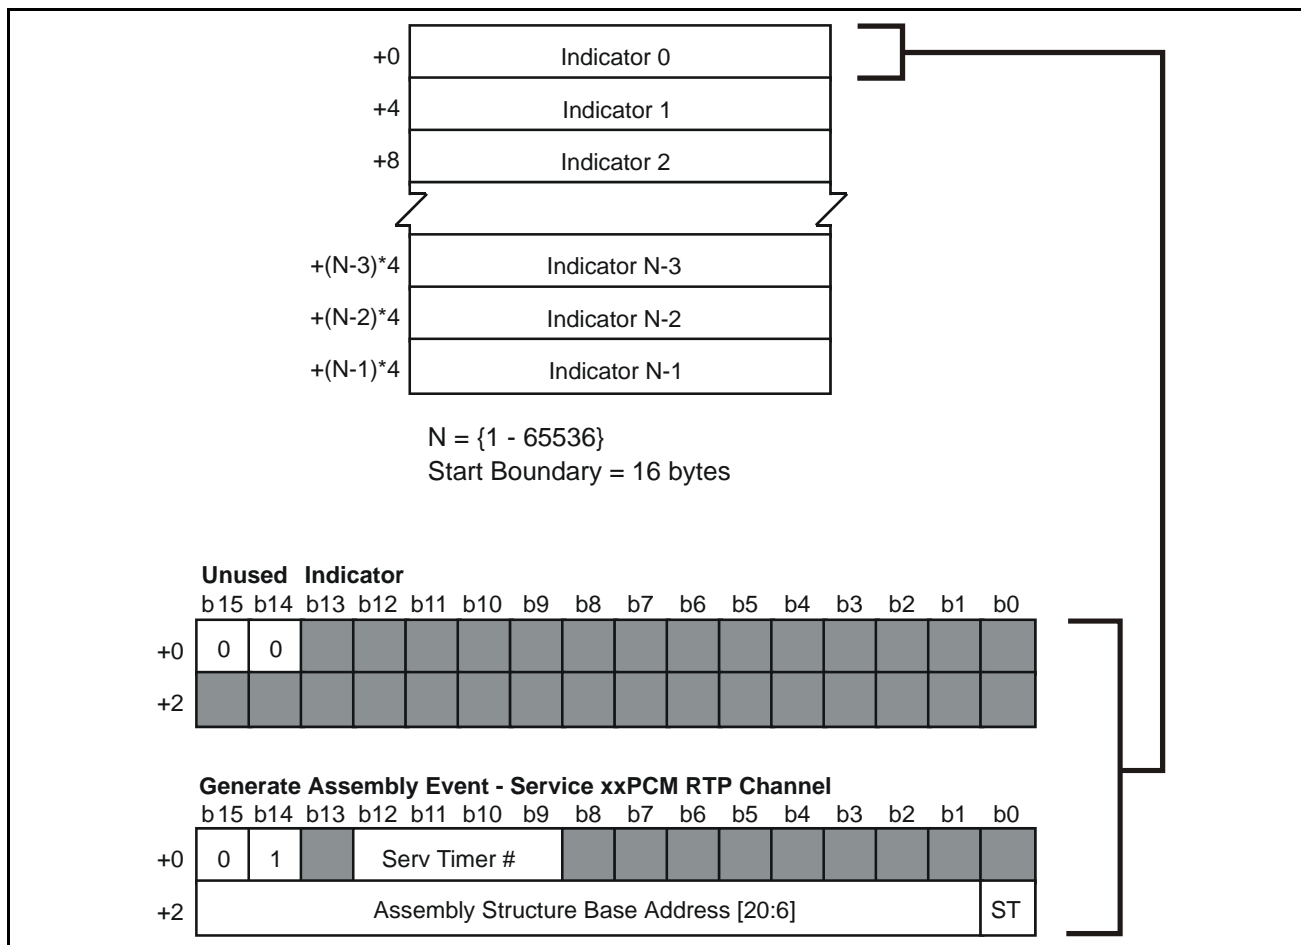 +0 Indicator 0
+4 Indicator 1
+8 Indicator 2
+(N-3)*4 Indicator N-3
+(N-2)*4 Indicator N-2
+(N-1)*4 Indicator N-1
N = {1 - 65536}
Start Boundary = 16 bytes
Unused Indicator
b15 b14 b13 b12 b11 b10 b9 b8 b7 b6 b5 b4 b3 b2 b1 b0
+0 0 0
+2
Generate Assembly Event - Service xxPCM RTP Channel
b15 b14 b13 b12 b11 b10 b9 b8 b7 b6 b5 b4 b3 b2 b1 b0
+0 0 1 Serv Timer #
+2 Assembly Structure Base Address [20:6] ST